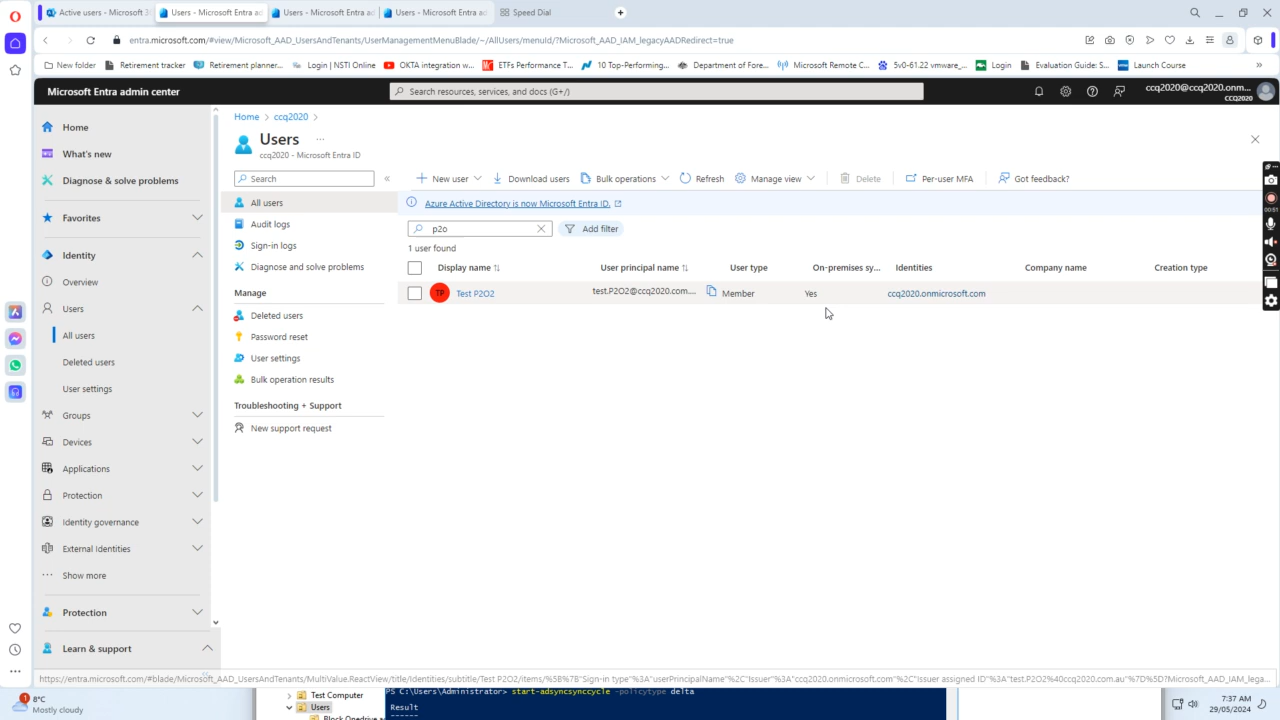 Active users - Microsoft 3
Users - Microsoft Entra ad
Users - Microsoft Entra ad
Users - Microsoft Entra ad
Speed Dial
entra.microsoft.com/#view/Microsoft_AAD_UsersAndTenants/UserManagementMenuBlade/~/AllUsers/menuId/?Microsoft_AAD_IAM_legacyAADRedirect=true
New folder
Retirement tracker
Retirement planner...
Login | NSTI Online
OKTA integration w...
ETFs Performance T...
10 Top-Performing...
Department of Fore...
Microsoft Remote C...
5v0-61.22 vmware_...
Login
Evaluation Guide: S...
Launch Course
Microsoft Entra admin center
Search resources, services, and docs (G+/)
ccq2020@ccq2020.onm...
CCQ2020
Home
What's new
Diagnose & solve problems
Favorites
Identity
Overview
Users
All users
Deleted users
User settings
Groups
Devices
Applications
Protection
Identity governance
External Identities
Show more
Protection
Learn & support
Home > ccq2020 >
Users ...
ccq2020 - Microsoft Entra ID
Search
All users
Audit logs
Sign-in logs
Diagnose and solve problems
Manage
Deleted users
Password reset
User settings
Bulk operation results
Troubleshooting + Support
New support request
New user
Download users
Bulk operations
Refresh
Manage view
Delete
Per-user MFA
Got feedback?
Azure Active Directory is now Microsoft Entra ID.
p2o
Add filter
1 user found
Display name
User principal name
User type
On-premises sy...
Identities
Company name
Creation type
TP
Test P2O2
test.P2O2@ccq2020.com....
Member
Yes
ccq2020.onmicrosoft.com
00:51
https://entra.microsoft.com/#blade/Microsoft_AAD_UsersAndTenants/MultiValue.ReactView/title/Identities/subtitle/Test P2O2/items/%5B%7B"Sign-in type"%3A"userPrincipalName"%2C"Issuer"%3A"ccq2020.onmicrosoft.com"%2C"Issuer assigned ID"%3A"test.P2O2%40ccq2020.com.au"%7D%5D?Microsoft_AAD_IAM_lega...
1
8°C
Mostly cloudy
Test Computer
Users
Block Onedrive
PS C:\Users\Administrator> start-adsyncsynccycle -policytype delta
Result
------
7:37 AM
29/05/2024